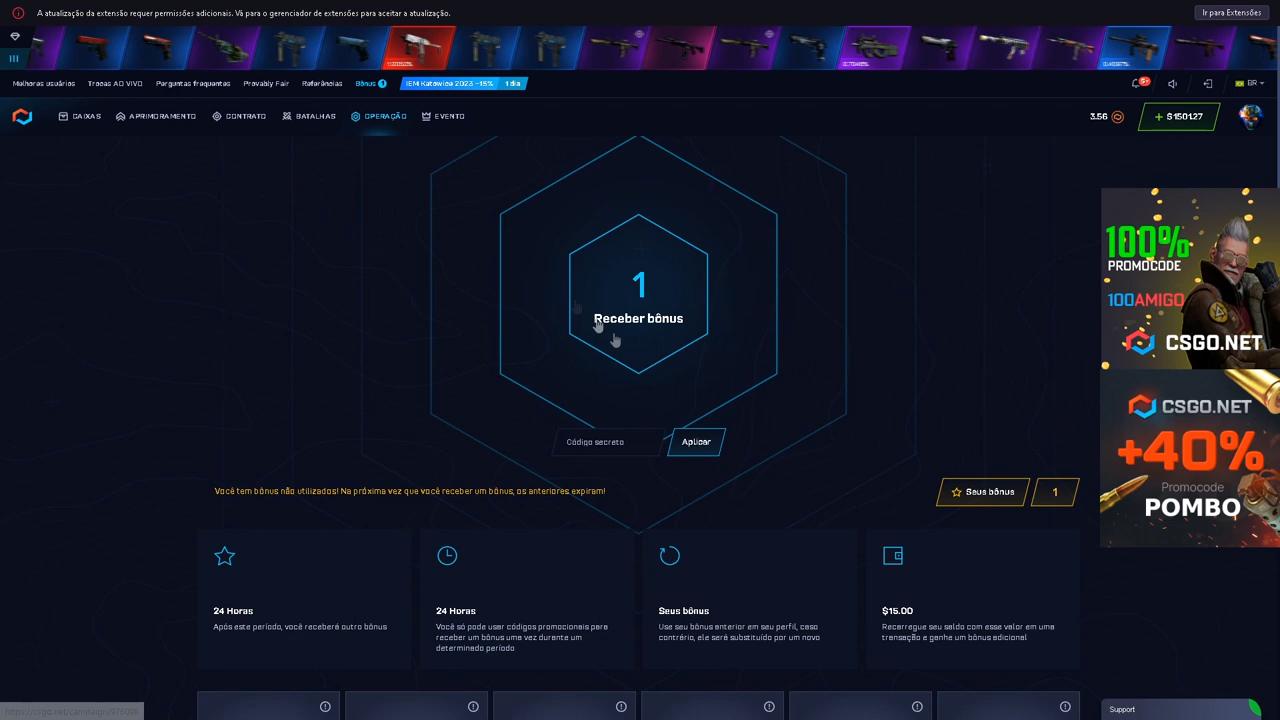 A atualização da extensão requer permissões adicionais. Vá para o gerenciador de extensões para aceitar a atualização.
Ir para Extensões
Melhores usuários
Trocas AO VIVO
Perguntas frequentes
Provably Fair
Referências
Bônus 1
IEM Katowice 2023 -15%
1 dia
5+
BR
CAIXAS
APRIMORAMENTO
CONTRATO
BATALHAS
OPERAÇÃO
EVENTO
3.56
+ $1501.27
1
Receber bônus
100%
PROMOCODE
100AMIGO
CSGO.NET
CSGO.NET
+40%
Promocode
POMBO
Código secreto
Aplicar
Você tem bônus não utilizados! Na próxima vez que você receber um bônus, os anteriores expiram!
Seus bônus
1
24 Horas
Após este período, você receberá outro bônus
24 Horas
Você só pode usar códigos promocionais para
receber um bônus uma vez durante um
determinado período
Seus bônus
Use seu bônus anterior em seu perfil, caso
contrário, ele será substituído por um novo
$15.00
Recarregue seu saldo com esse valor em uma
transação e ganhe um bônus adicional
Support